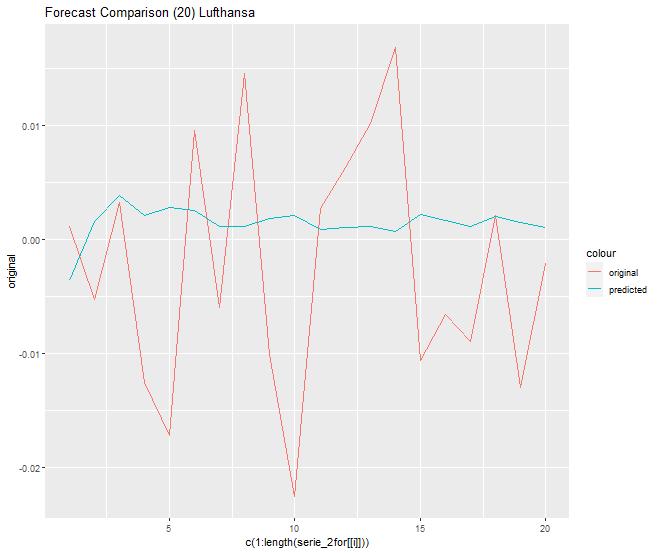 Forecast Comparison (20) Lufthansa
original
0.01
0.00
-0.01
-0.02
5
10
15
20
c(1:length(serie_2for[[i]]))
colour
original
predicted